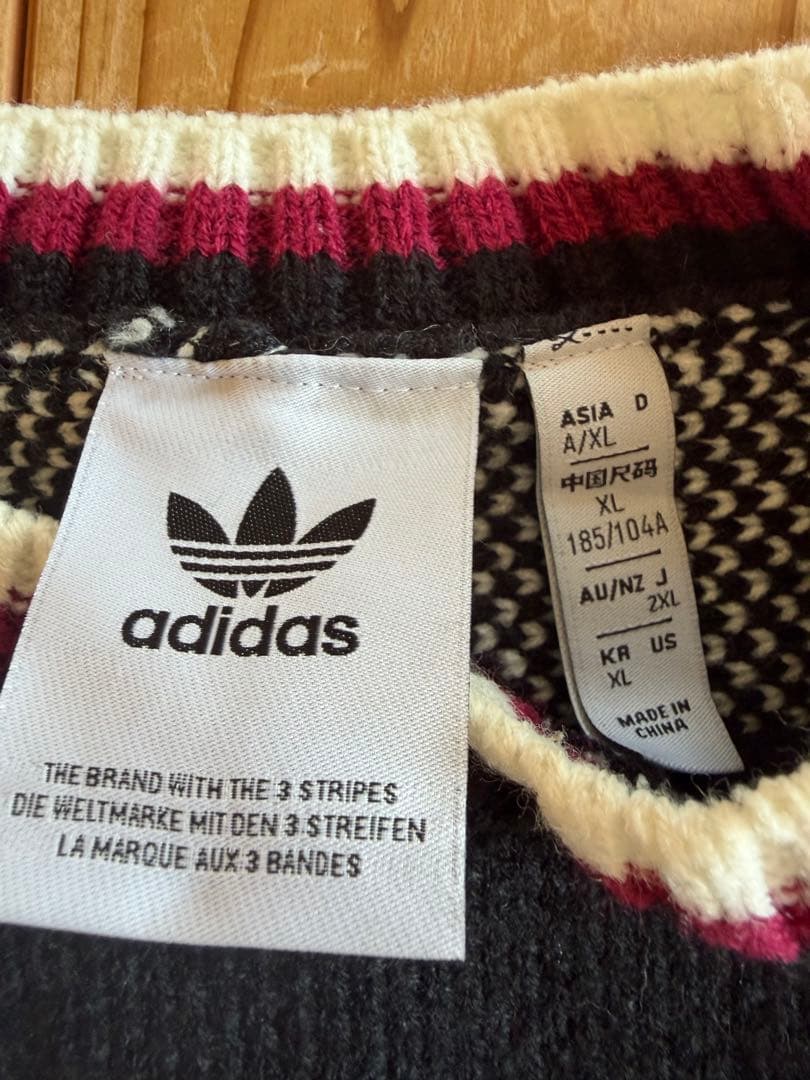 adidas
THE BRAND WITH THE 3 STRIPES
DIE WELTMARKE MIT DEN 3 STREIFEN
LA MARQUE AUX 3 BANDES
ASIA D
A/XL
中国尺码
XL
185/104A
AU/NZ J
2XL
KR US
XL
MADE IN
CHINA